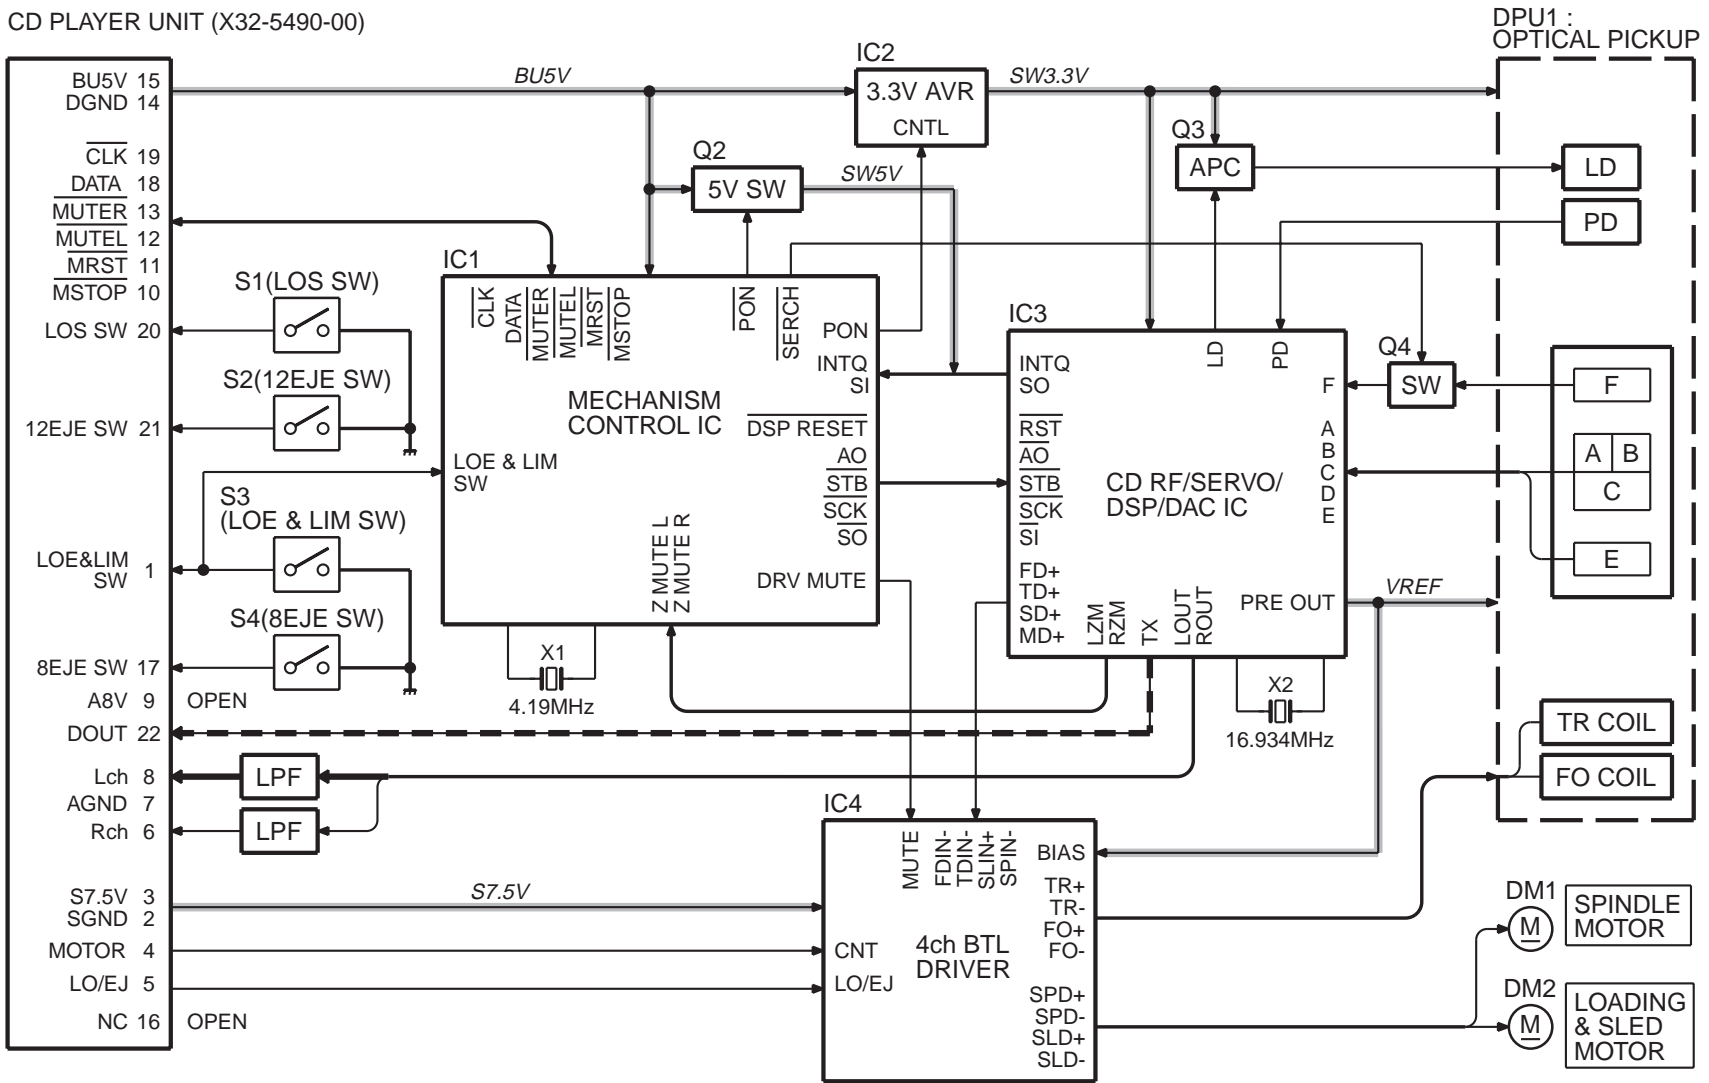 CD PLAYER UNIT (X32-5490-00)
DPU1 :
OPTICAL PICKUP
BU5V 15
DGND 14
CLK 19
DATA 18
MUTER 13
MUTEL 12
MRST 11
MSTOP 10
LOS SW 20
12EJE SW 21
LOE&LIM
SW 1
8EJE SW 17
A8V 9 OPEN
DOUT 22
Lch 8
AGND 7
Rch 6
S7.5V 3
SGND 2
MOTOR 4
LO/EJ 5
NC 16 OPEN
S1(LOS SW)
S2(12EJE SW)
S3
(LOE & LIM SW)
S4(8EJE SW)
LPF
LPF
BU5V
S7.5V
IC2
3.3V AVR
CNTL
SW3.3V
Q2
5V SW
SW5V
Q3
APC
LD
PD
IC1
CLK
DATA
MUTER
MUTEL
MRST
MSTOP
PON
SERCH
PON
INTQ
SI
MECHANISM
CONTROL IC
DSP RESET
AO
STB
SCK
SO
LOE & LIM
SW
Z MUTE L
Z MUTE R
DRV MUTE
X1
4.19MHz
IC3
INTQ
SO
RST
AO
STB
SCK
SI
FD+
TD+
SD+
MD+
LD
PD
F
A
B
C
D
E
CD RF/SERVO/
DSP/DAC IC
PRE OUT
LZM
RZM
TX
LOUT
ROUT
X2
16.934MHz
Q4
SW
F
A B
C
E
VREF
TR COIL
FO COIL
IC4
MUTE
FDIN-
TDIN-
SLIN+
SPIN-
BIAS
TR+
TR-
FO+
FO-
CNT
LO/EJ
4ch BTL
DRIVER
SPD+
SPD-
SLD+
SLD-
DM1
M
SPINDLE
MOTOR
DM2
M
LOADING
& SLED
MOTOR